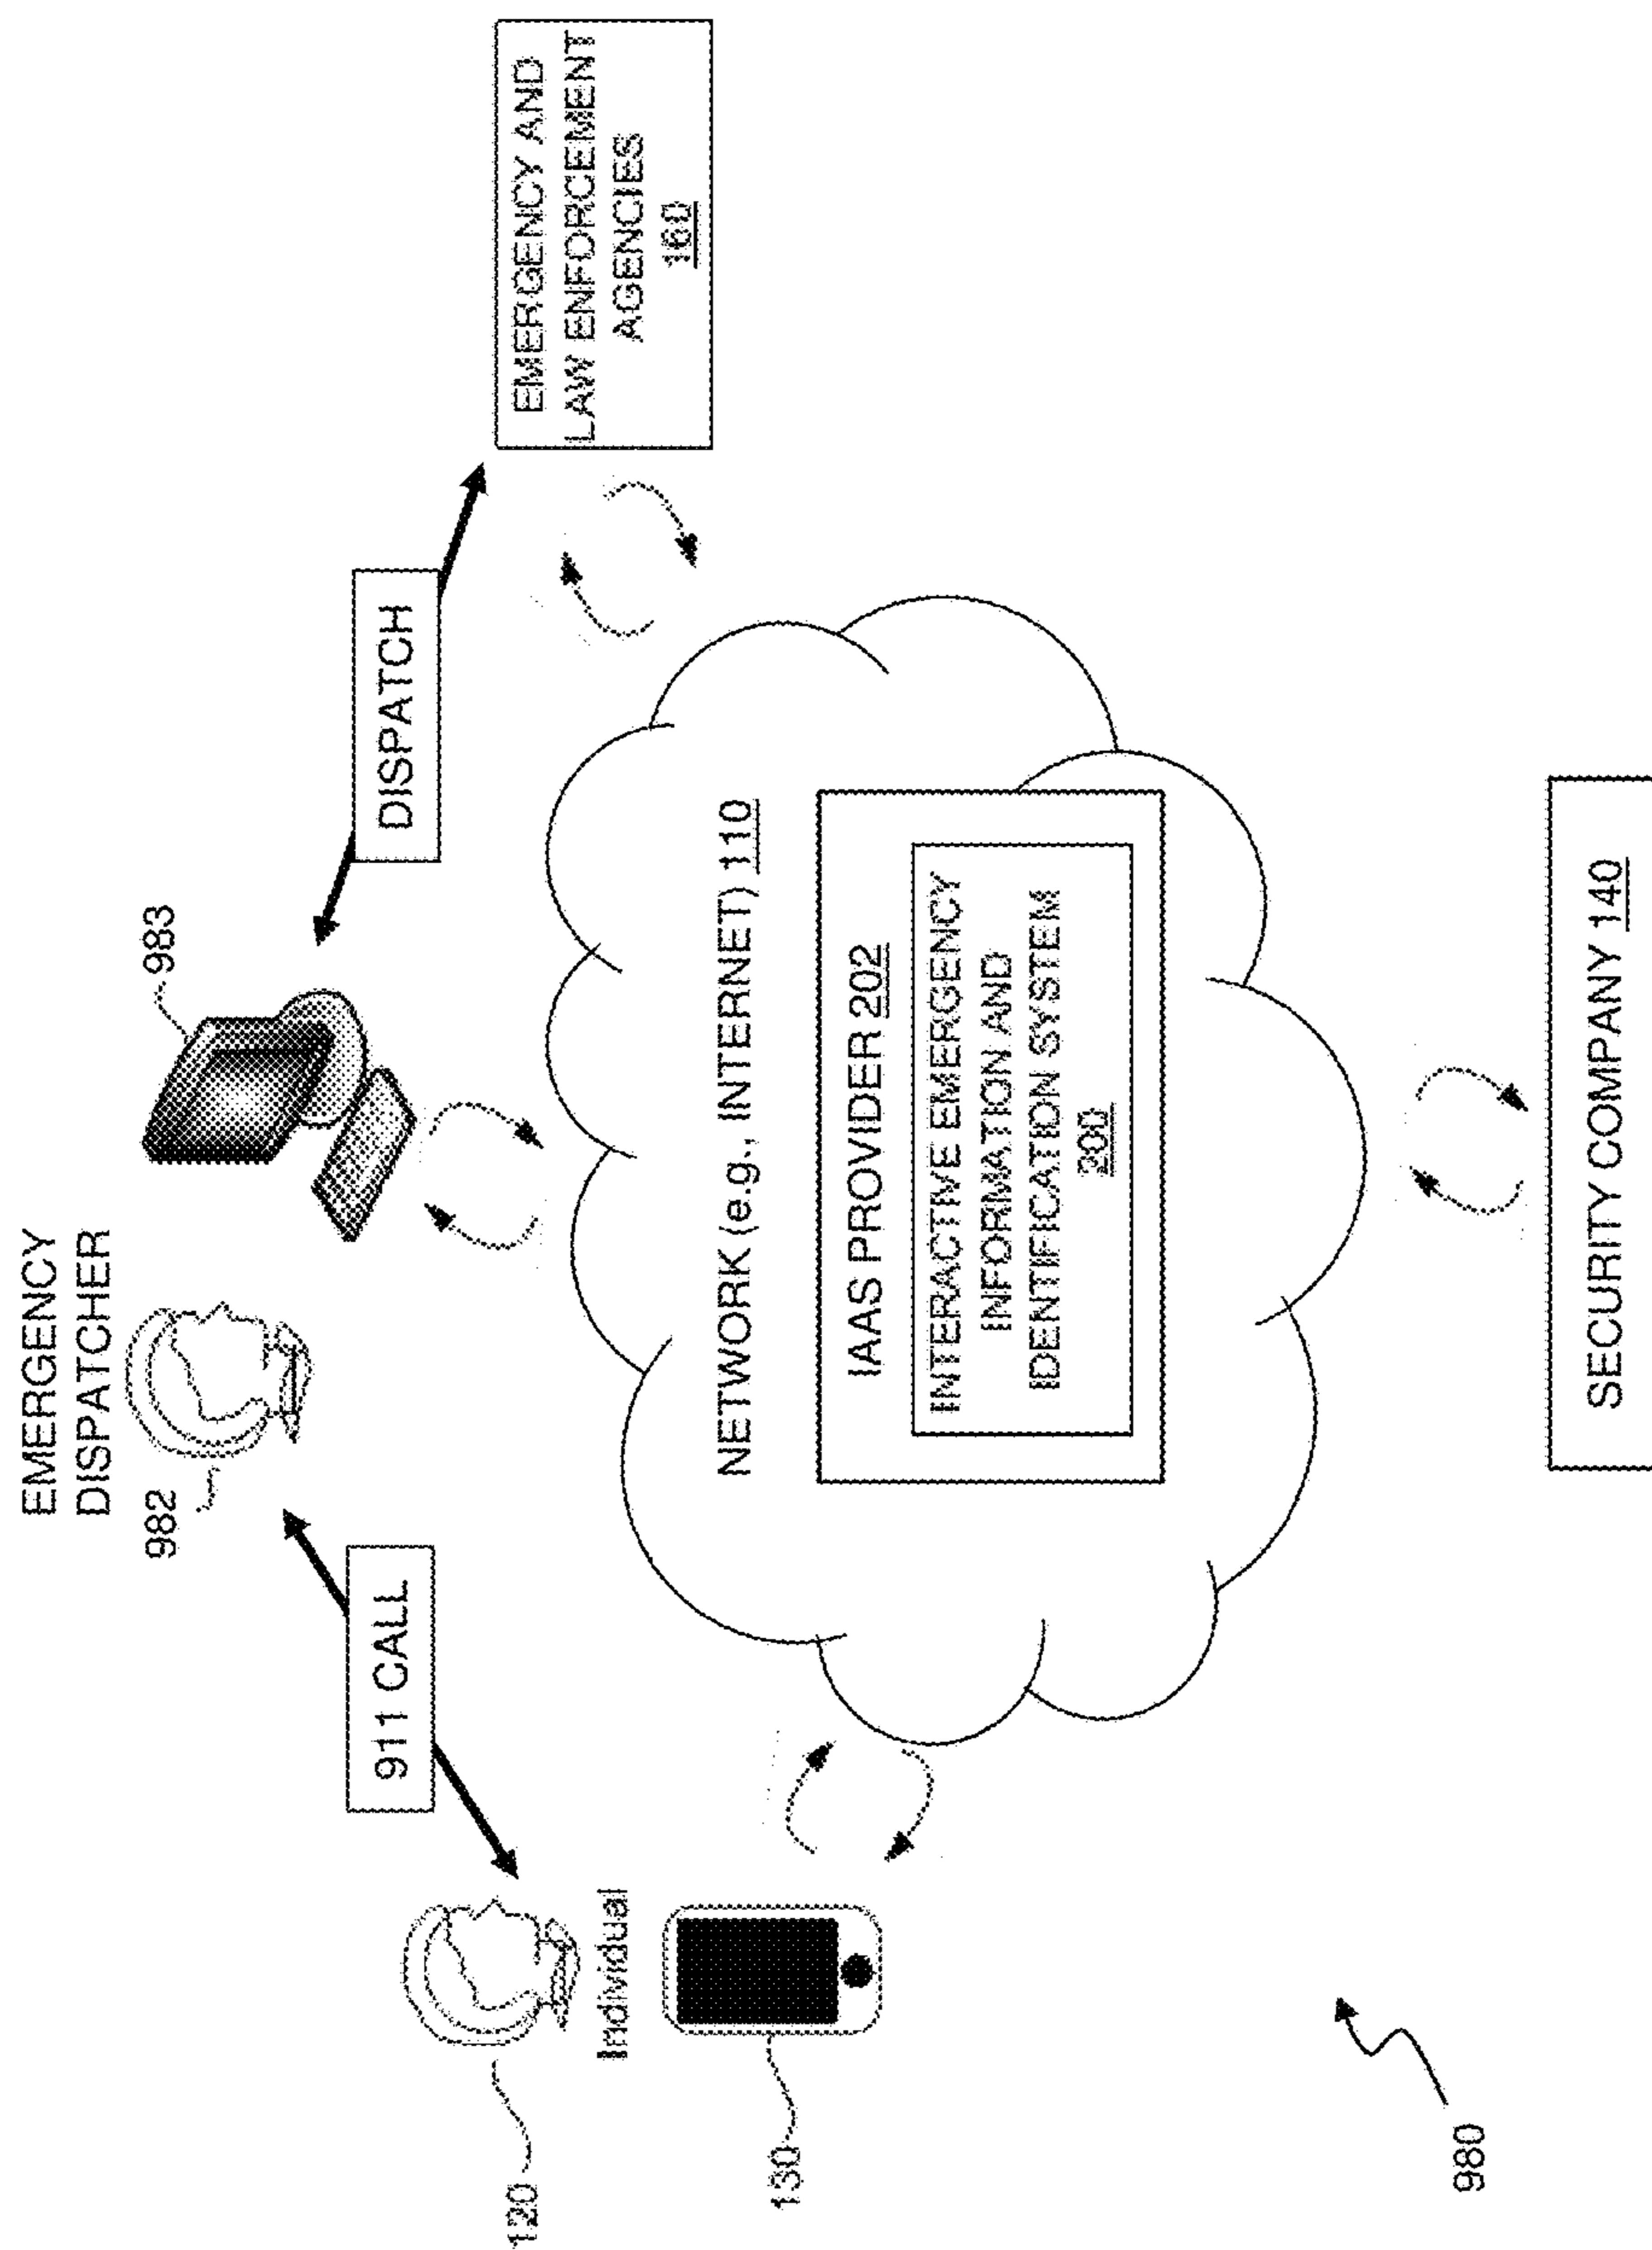 EMERGENCY
DISPATCHER
982
983
911 CALL
DISPATCH
120
Individual
130
EMERGENCY AND
LAW ENFORCEMENT
AGENCIES
160
NETWORK (e.g., INTERNET) 110
IAAS PROVIDER 202
INTERACTIVE EMERGENCY
INFORMATION AND
IDENTIFICATION SYSTEM
300
SECURITY COMPANY 140
980